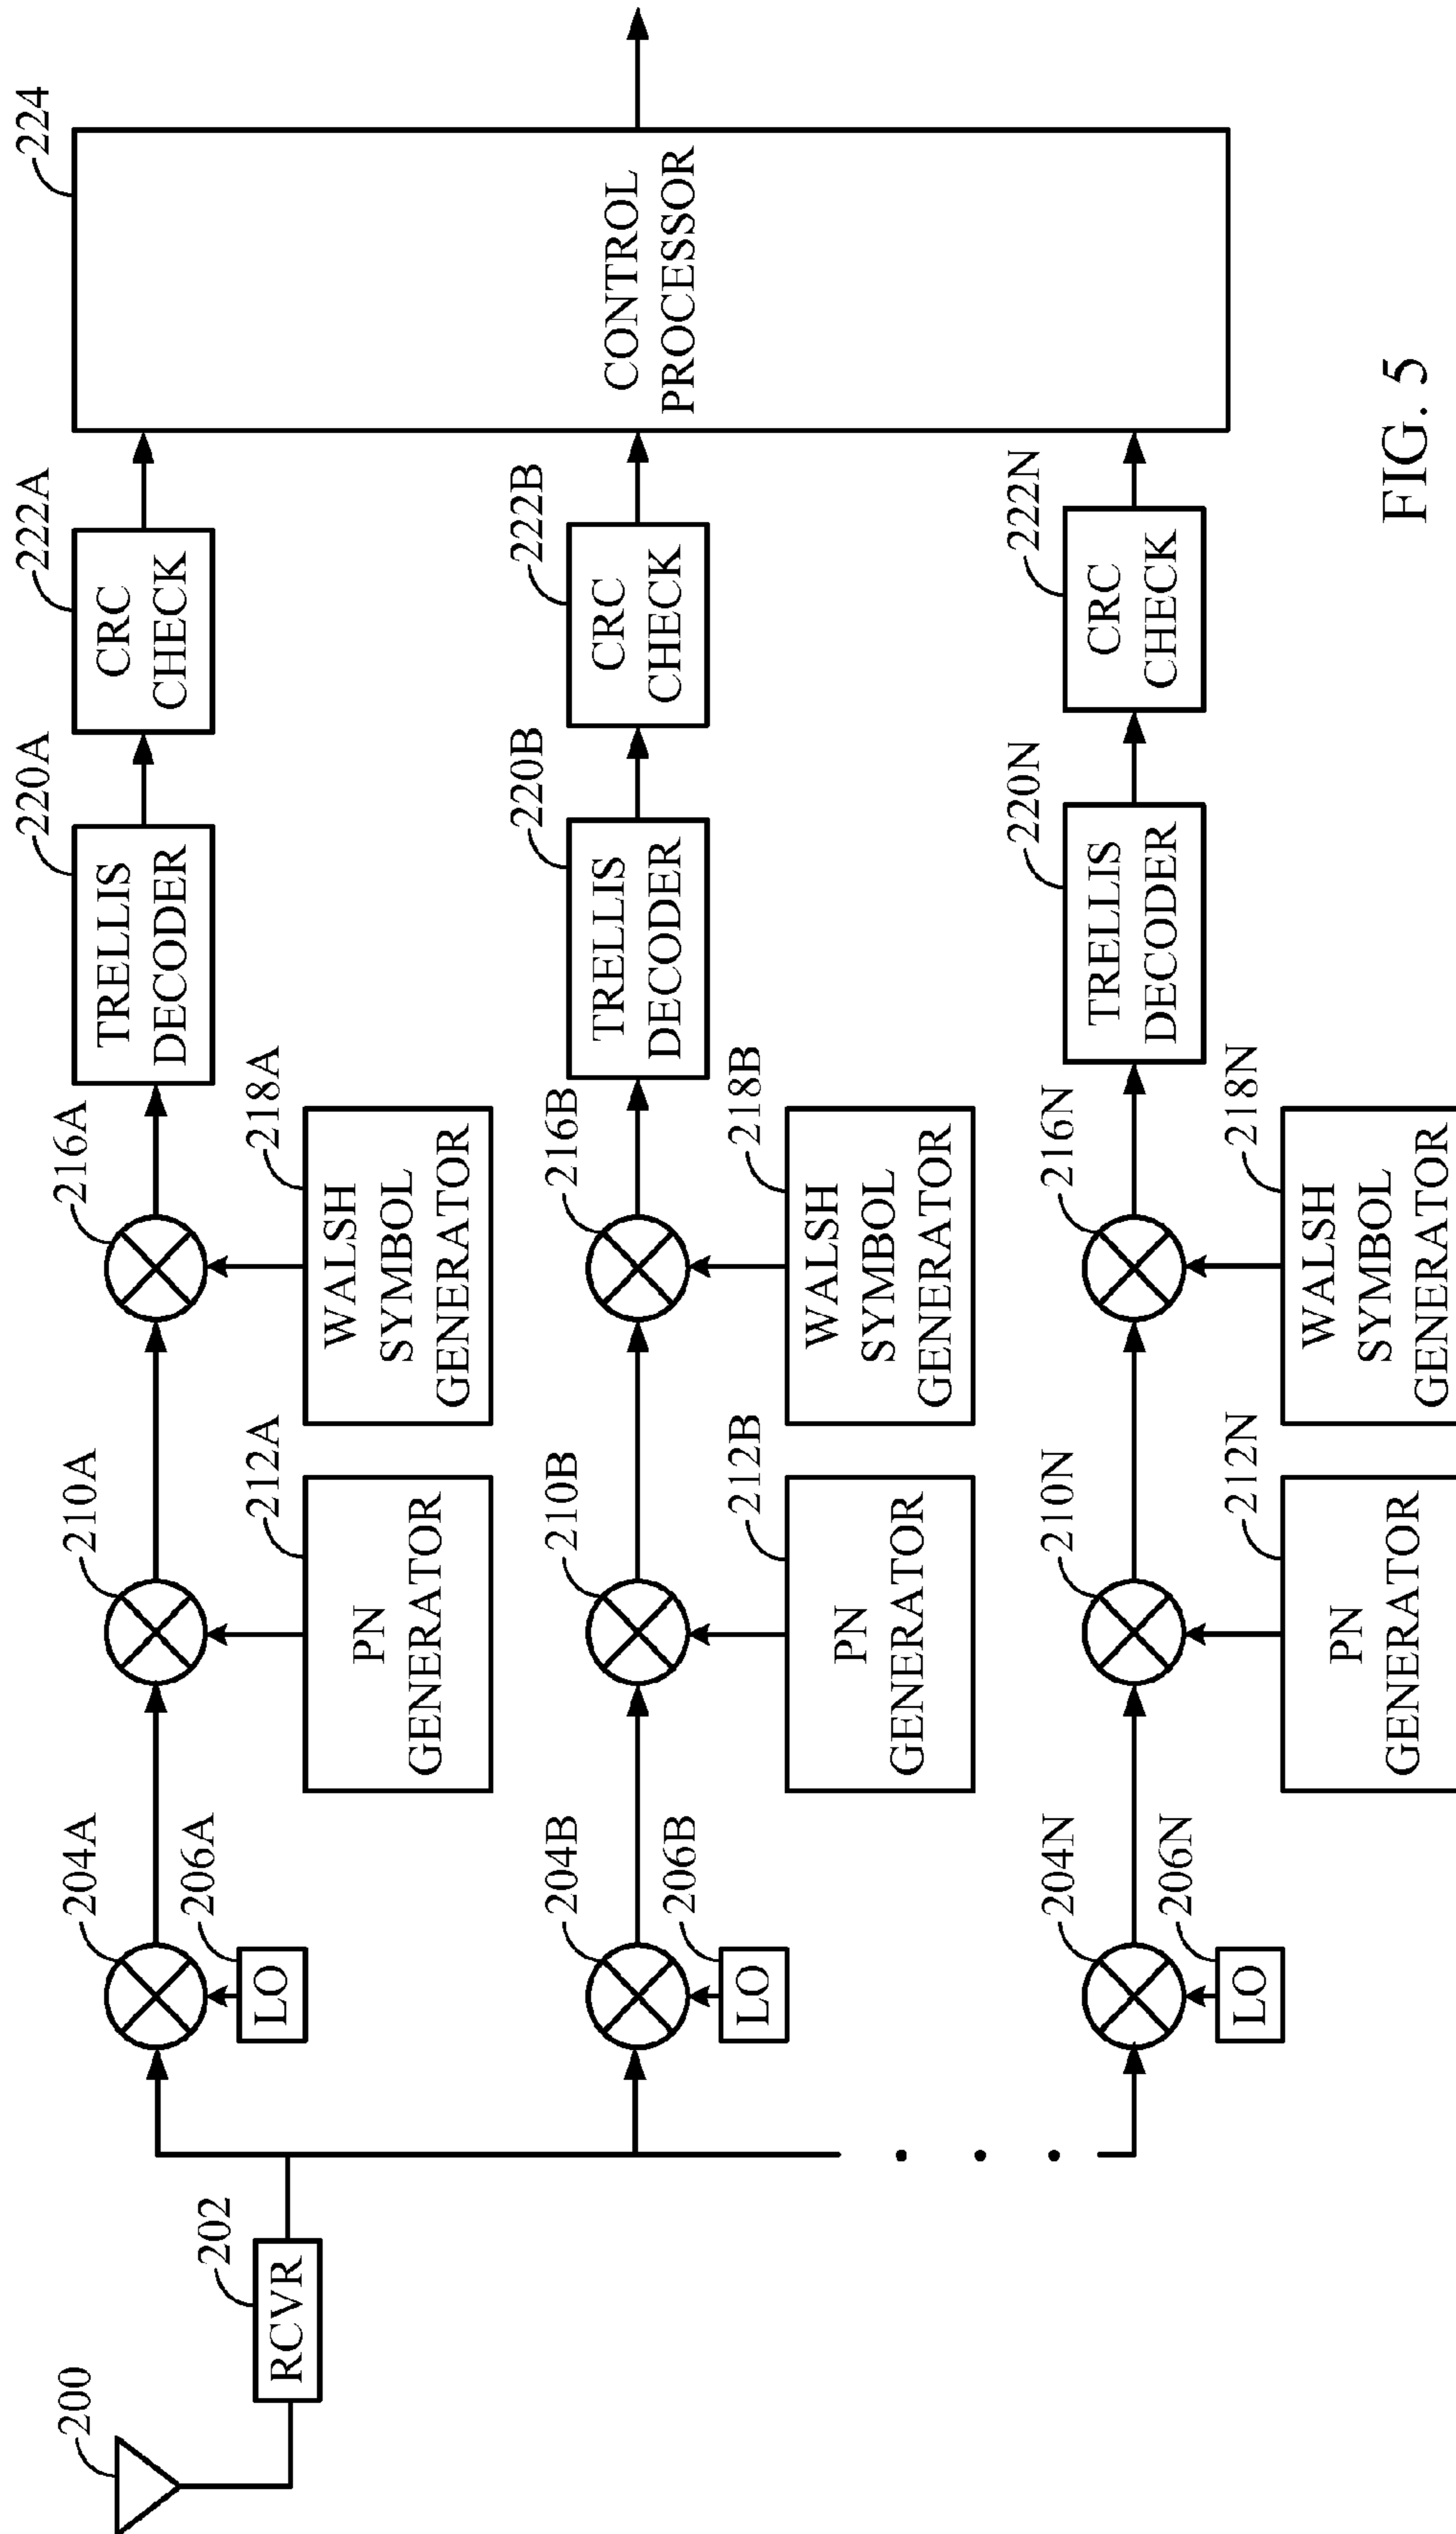 200
202
RCVR
204A
206A
LO
210A
212A
PN
GENERATOR
216A
218A
WALSH
SYMBOL
GENERATOR
220A
TRELLIS
DECODER
222A
CRC
CHECK
204B
206B
LO
210B
212B
PN
GENERATOR
216B
218B
WALSH
SYMBOL
GENERATOR
220B
TRELLIS
DECODER
222B
CRC
CHECK
204N
206N
LO
210N
212N
PN
GENERATOR
216N
218N
WALSH
SYMBOL
GENERATOR
220N
TRELLIS
DECODER
222N
CRC
CHECK
224
CONTROL
PROCESSOR
FIG. 5